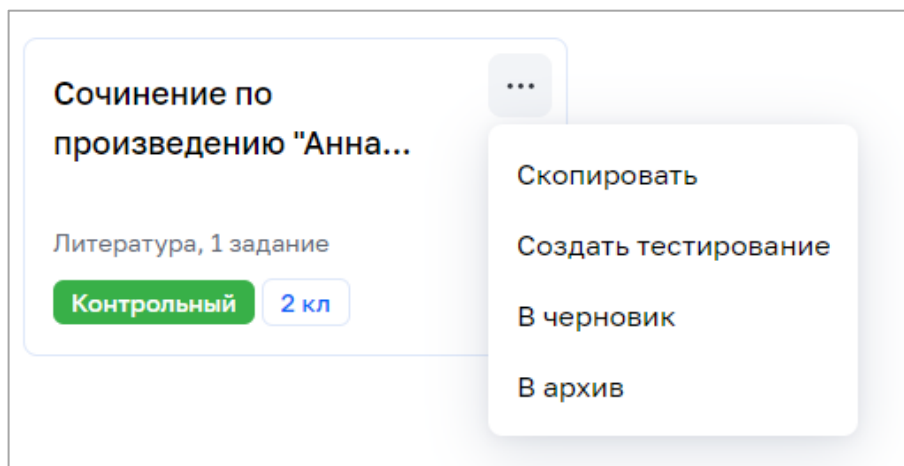 Сочинение по
произведению "Анна...
Литература, 1 задание
Контрольный 2 кл
Скопировать
Создать тестирование
В черновик
В архив